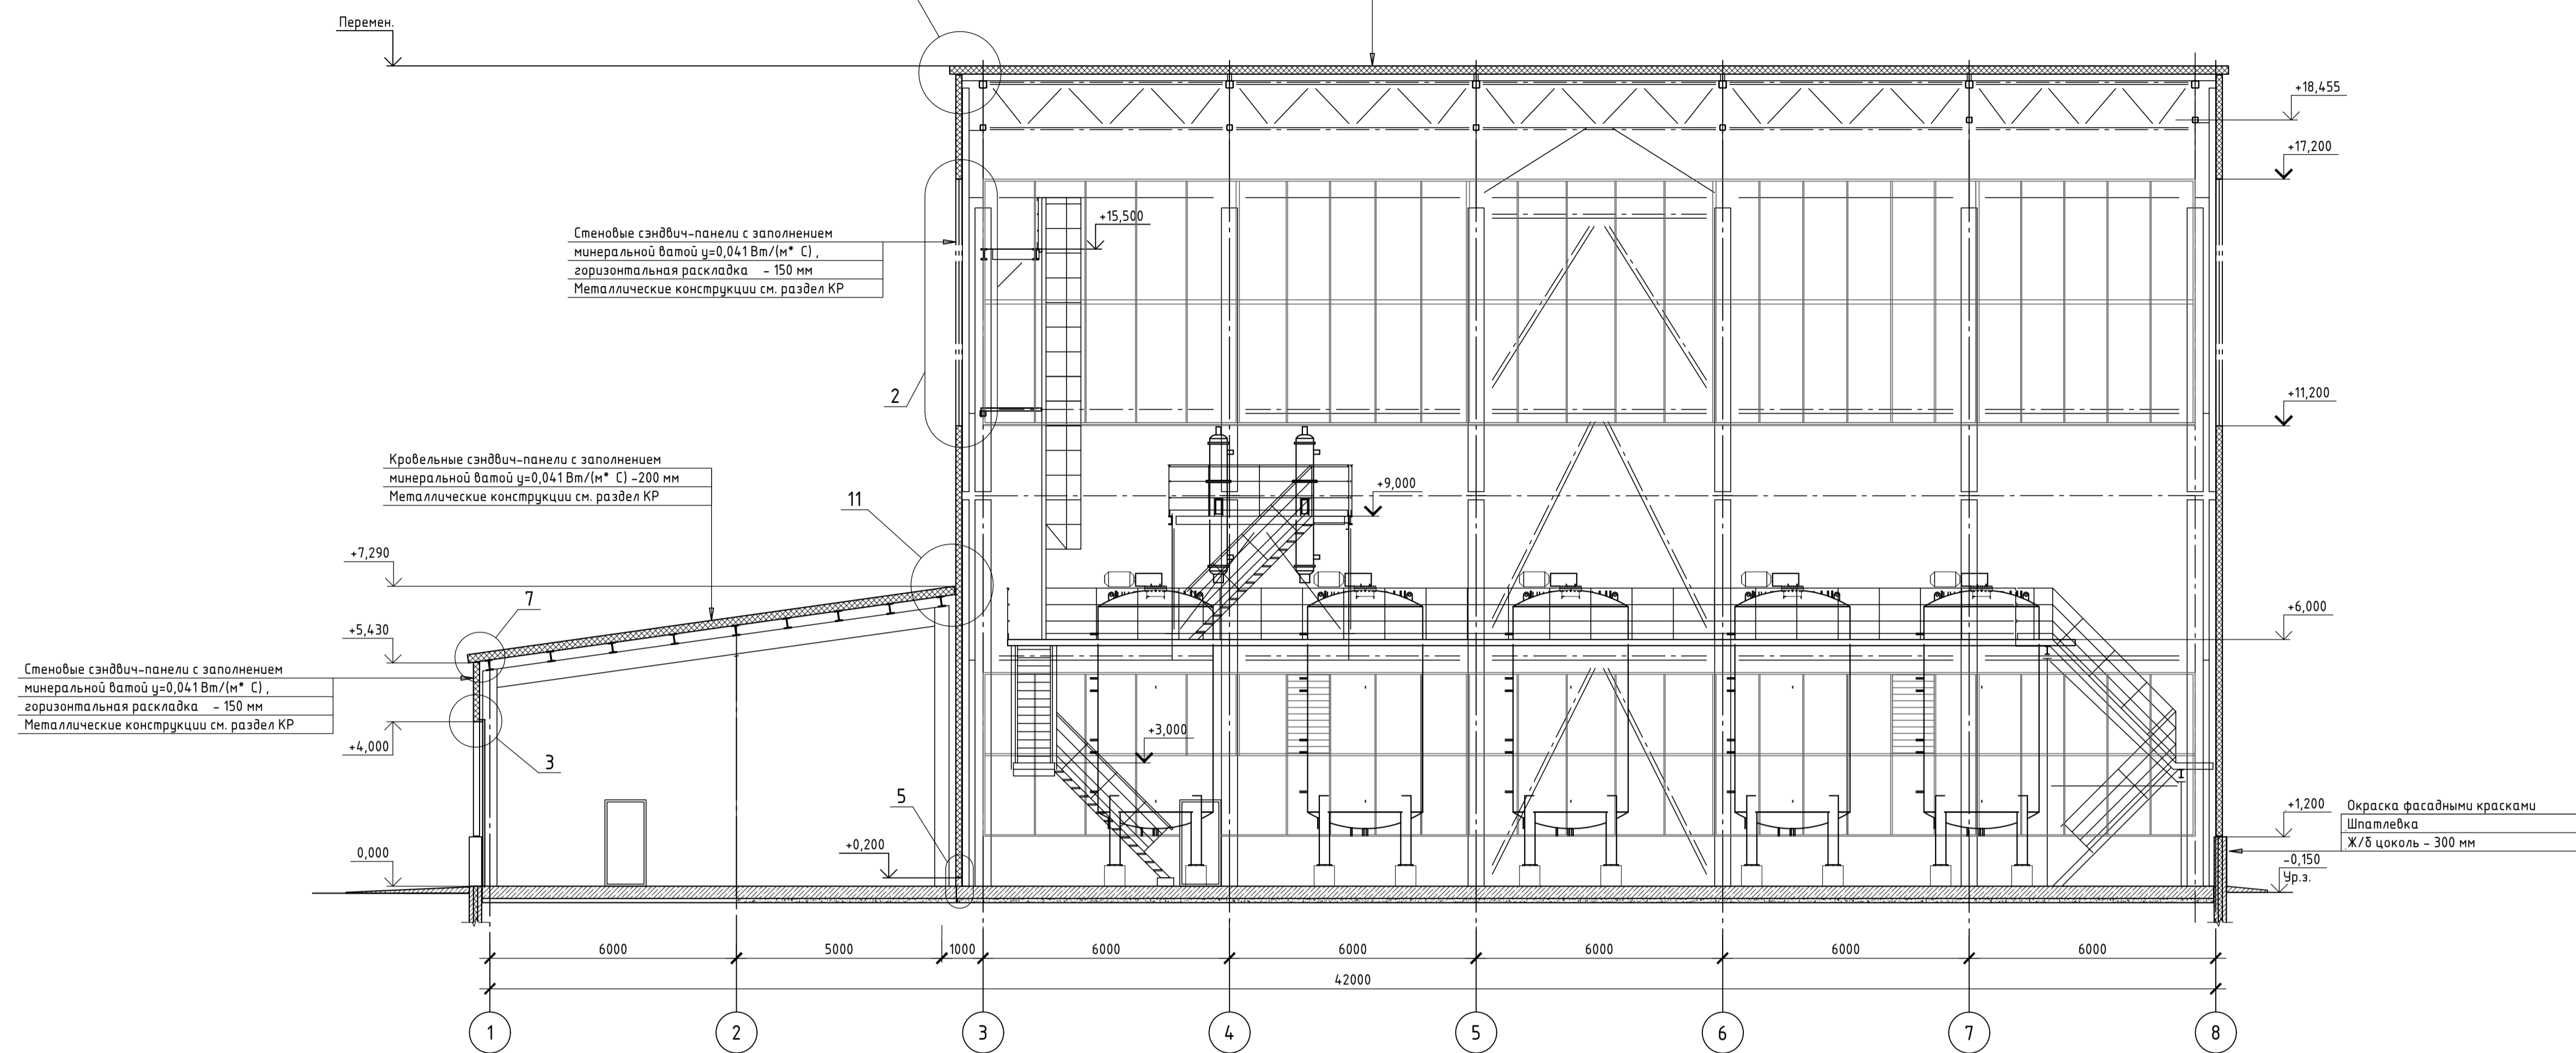 Перемен.
+18,455
+17,200
+15,500
Стеновые сэндвич-панели с заполнением
минеральной ватой y=0,041 Вт/(м* С) ,
горизонтальная раскладка - 150 мм
Металлические конструкции см. раздел КР
2
+11,200
Кровельные сэндвич-панели с заполнением
минеральной ватой y=0,041 Вт/(м* С) -200 мм
Металлические конструкции см. раздел КР
11
+9,000
+7,290
7
+5,430
+6,000
Стеновые сэндвич-панели с заполнением
минеральной ватой y=0,041 Вт/(м* С) ,
горизонтальная раскладка - 150 мм
Металлические конструкции см. раздел КР
+4,000
3
+3,000
5
+1,200
Окраска фасадными красками
Шпатлевка
Ж/б цоколь - 300 мм
0,000
+0,200
-0,150
Ур.з.
6000 5000 1000 6000 6000 6000 6000 6000
42000
1 2 3 4 5 6 7 8